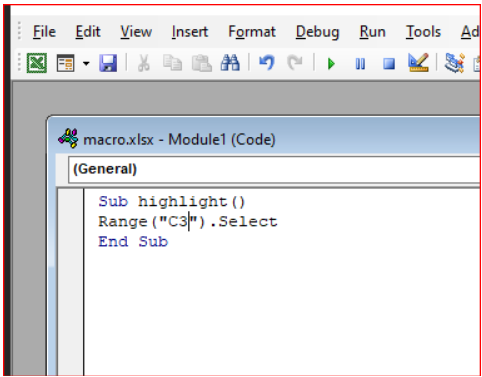 File Edit View Insert Format Debug Run Tools
macro.xlsx - Module1 (Code)
(General)
Sub highlight()
Range("C3").Select
End Sub